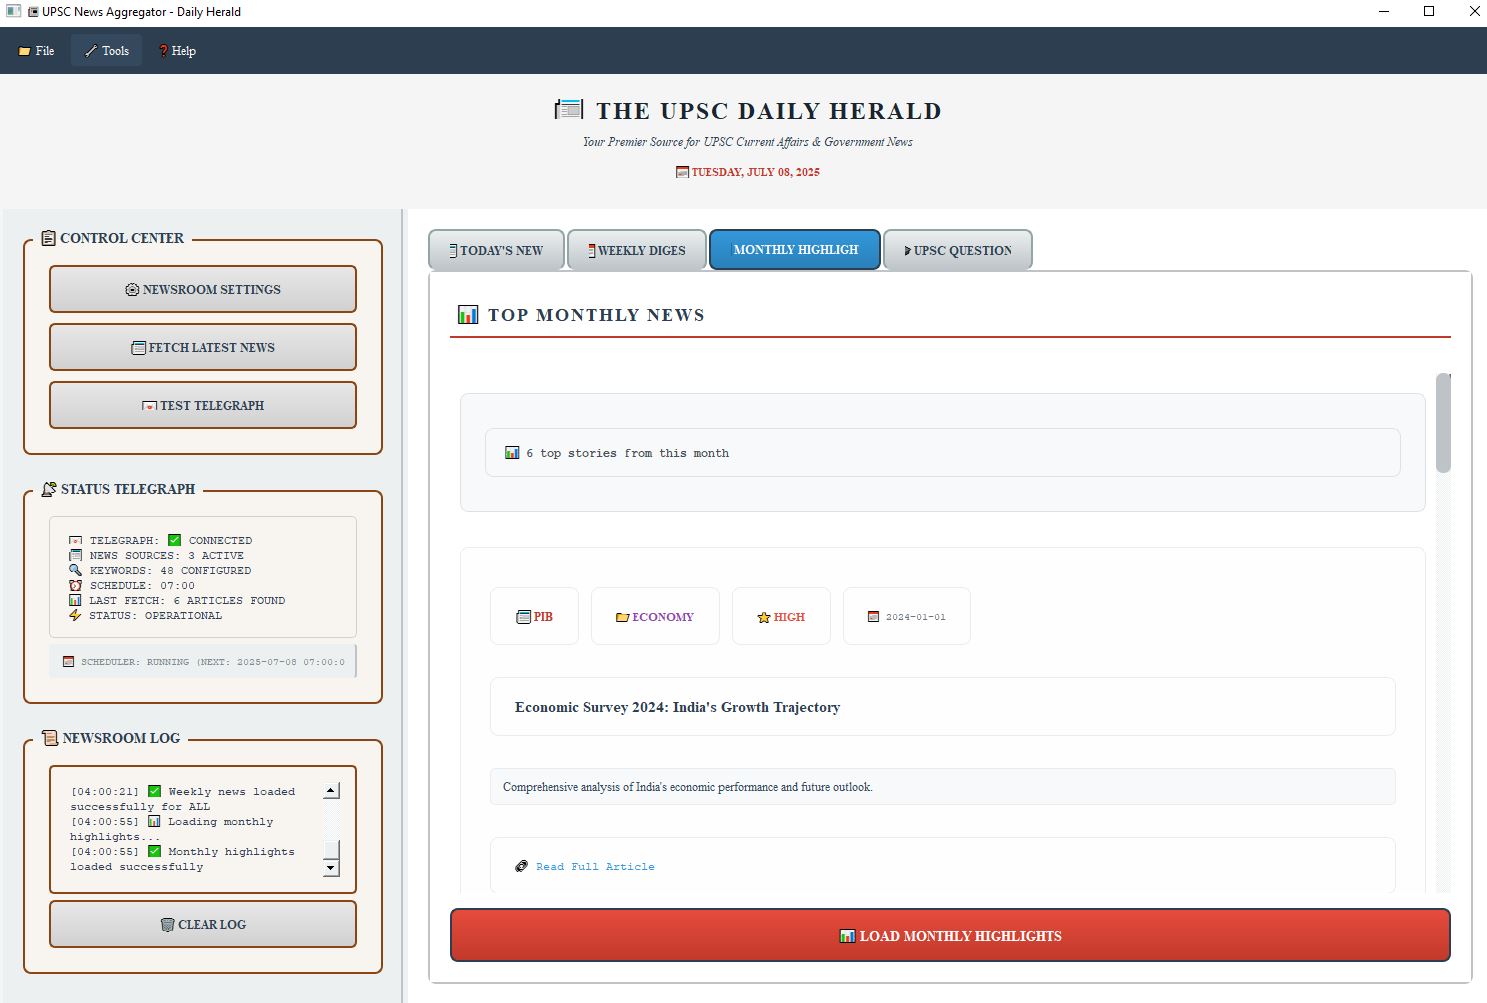 UPSC News Aggregator - Daily Herald
File Tools Help
THE UPSC DAILY HERALD
Your Premier Source for UPSC Current Affairs & Government News
TUESDAY, JULY 08, 2025
CONTROL CENTER
NEWSROOM SETTINGS
FETCH LATEST NEWS
TEST TELEGRAPH
STATUS TELEGRAPH
TELEGRAPH: ✅ CONNECTED
NEWS SOURCES: 3 ACTIVE
KEYWORDS: 48 CONFIGURED
SCHEDULE: 07:00
LAST FETCH: 6 ARTICLES FOUND
STATUS: OPERATIONAL
SCHEDULER: RUNNING (NEXT: 2025-07-08 07:00:0
NEWSROOM LOG
[04:00:21] ✅ Weekly news loaded
successfully for ALL
[04:00:55] Loading monthly
highlights...
[04:00:55] ✅ Monthly highlights
loaded successfully
CLEAR LOG
TODAY'S NEW
WEEKLY DIGES
MONTHLY HIGHLIGH
UPSC QUESTION
TOP MONTHLY NEWS
6 top stories from this month
PIB
ECONOMY
HIGH
2024-01-01
Economic Survey 2024: India's Growth Trajectory
Comprehensive analysis of India's economic performance and future outlook.
Read Full Article
LOAD MONTHLY HIGHLIGHTS